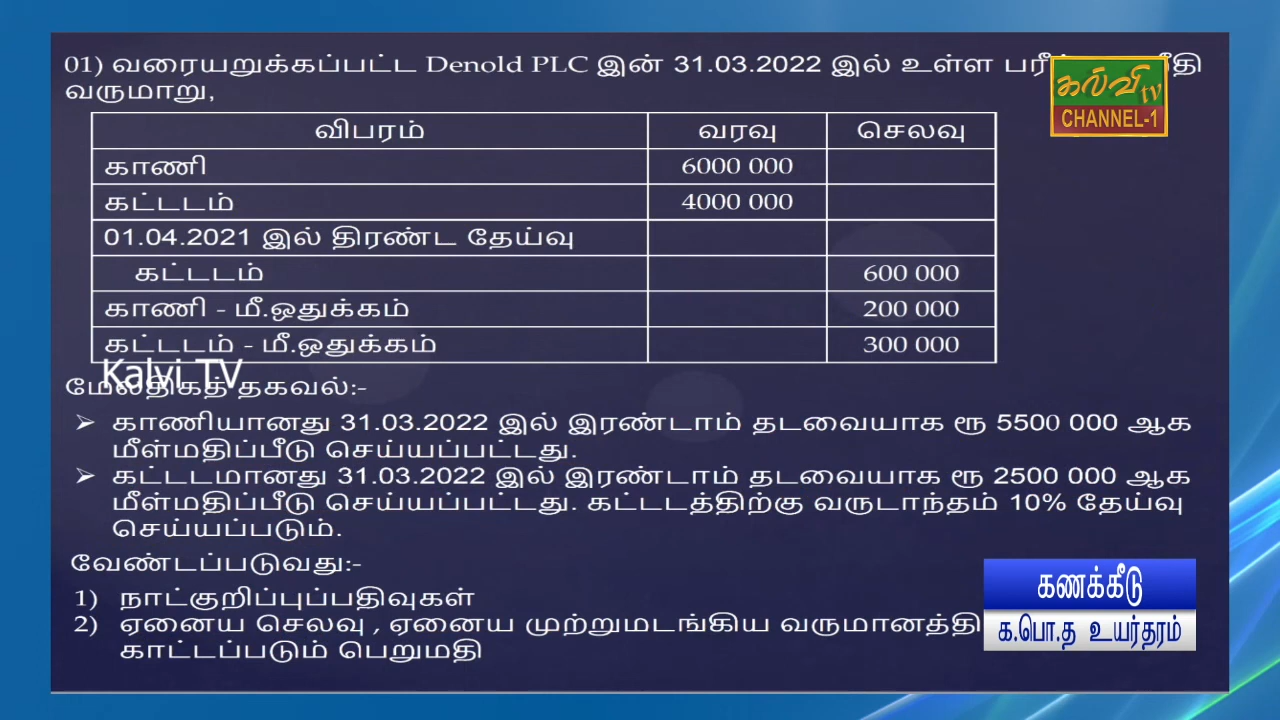 01) வரையறுக்கப்பட்ட Denold PLC இன் 31.03.2022 இல் உள்ள
வருமாறு,
கல்வி tv
CHANNEL-1
விபரம் வரவு செலவு
காணி 6000 000
கட்டடம் 4000 000
01.04.2021 இல் திரண்ட தேய்வு
கட்டடம் 600 000
காணி - மீ.ஒதுக்கம் 200 000
கட்டடம் - மீ.ஒதுக்கம் 300 000
Kalvi TV
மேலதிகத் தகவல்:-
➢ காணியானது 31.03.2022 இல் இரண்டாம் தடவையாக ரூ 5500 000 ஆக
மீள்மதிப்பீடு செய்யப்பட்டது.
➢ கட்டடமானது 31.03.2022 இல் இரண்டாம் தடவையாக ரூ 2500 000 ஆக
மீள்மதிப்பீடு செய்யப்பட்டது. கட்டடத்திற்கு வருடாந்தம் 10% தேய்வு
செய்யப்படும்.
வேண்டப்படுவது:-
1) நாட்குறிப்புப்பதிவுகள்
2) ஏனைய செலவு , ஏனைய முற்றுமடங்கிய
காட்டப்படும் பெறுமதி
கணக்கீடு
க.பொ.த உயர்தரம்